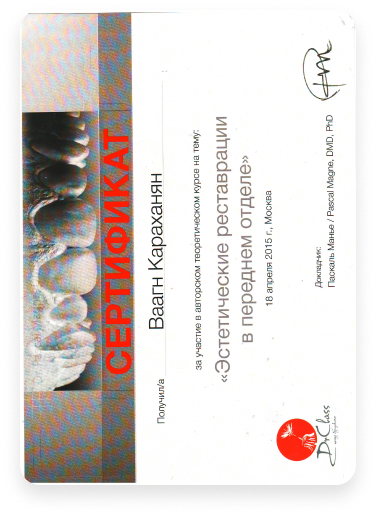 СЕРТИФИКАТ
Получил/а
Ваагн Караханян
за участие в авторском теоретическом курсе на тему:
«Эстетические реставрации
в переднем отделе»
18 апреля 2015 г., Москва
Докладчик:
Паскаль Манье / Pascal Magne, DMD, PhD
DrClass